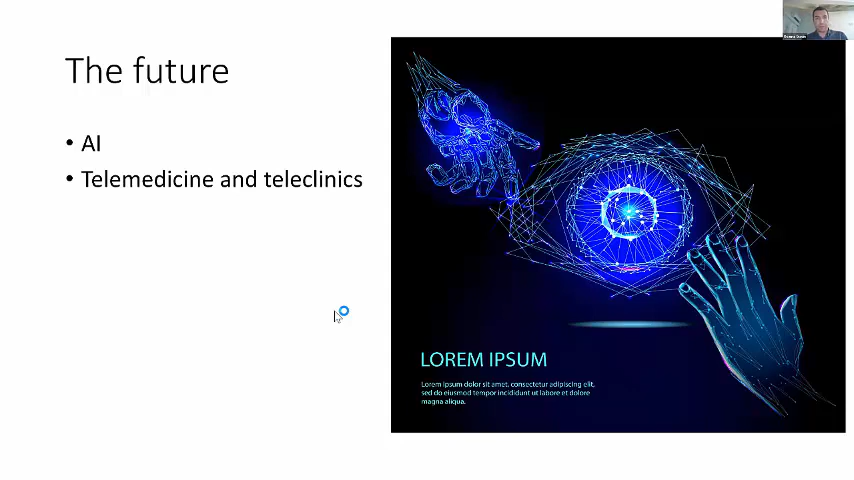 The future
• AI
• Telemedicine and teleclinics
LOREM IPSUM
Lorem ipsum dolor sit amet, consectetur adipiscing elit,
sed do eiusmod tempor incididunt ut labore et dolore
magna aliqua.